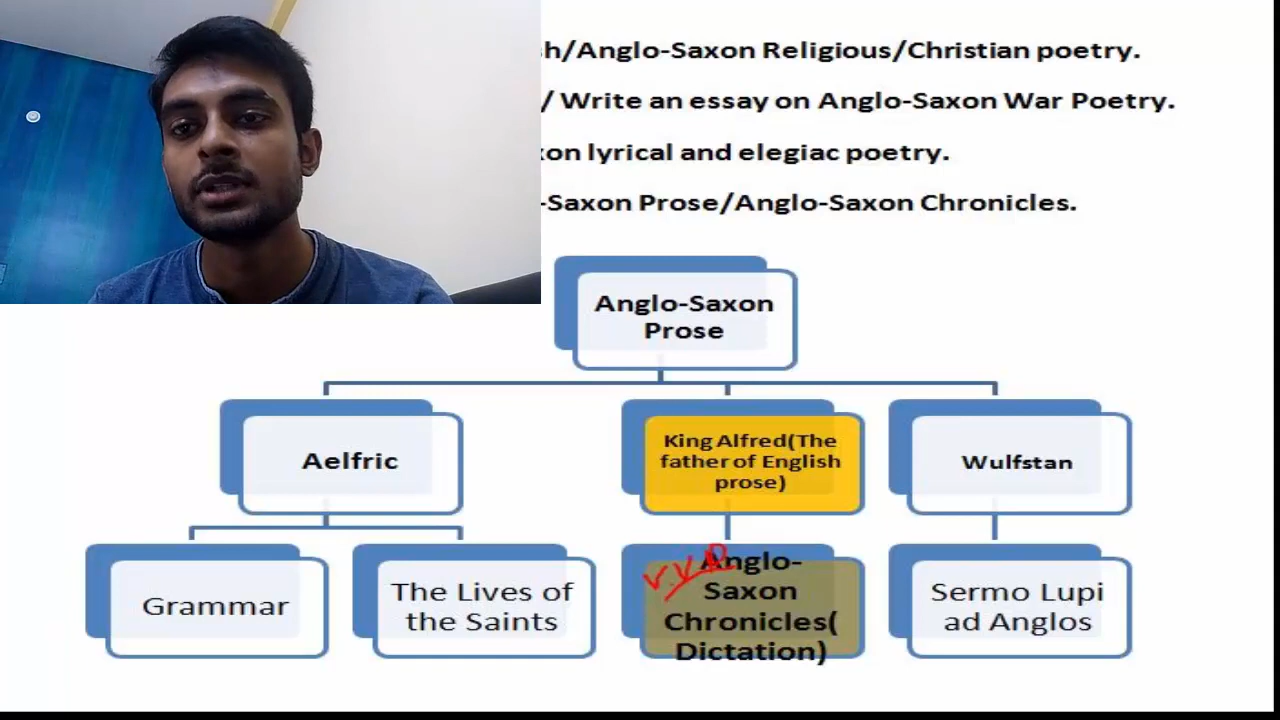 /Anglo-Saxon Religious/Christian poetry.
/ Write an essay on Anglo-Saxon War Poetry.
lyrical and elegiac poetry.
-Saxon Prose/Anglo-Saxon Chronicles.
Anglo-Saxon
Prose
Aelfric
King Alfred(The
father of English
prose)
Wulfstan
Grammar
The Lives of
the Saints
Anglo-
Saxon
Chronicles(
Dictation)
Sermo Lupi
ad Anglos